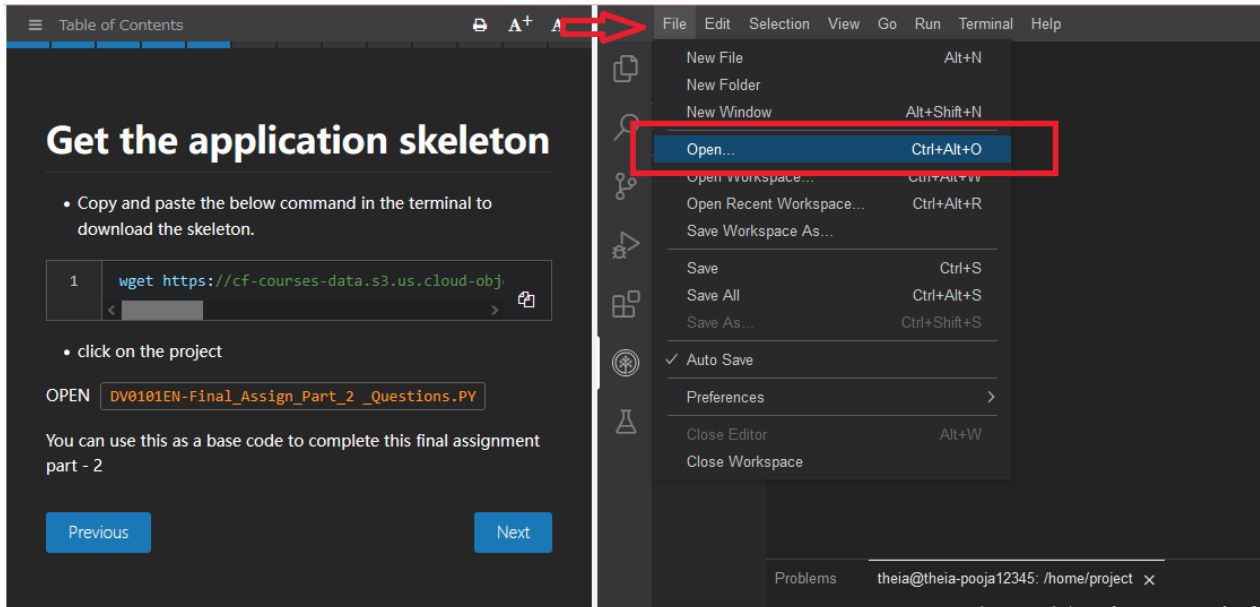 Table of Contents
A+
Get the application skeleton
• Copy and paste the below command in the terminal to
download the skeleton.
1 wget https://cf-courses-data.s3.us.cloud-obj
• click on the project
OPEN DV0101EN-Final_Assign_Part_2 _Questions.PY
You can use this as a base code to complete this final assignment
part - 2
Previous Next
File Edit Selection View Go Run Terminal Help
New File Alt+N
New Folder
New Window Alt+Shift+N
Open... Ctrl+Alt+O
Open Workspace... Ctrl+Alt+W
Open Recent Workspace... Ctrl+Alt+R
Save Workspace As...
Save Ctrl+S
Save All Ctrl+Alt+S
Save As... Ctrl+Shift+S
✓ Auto Save
Preferences >
Close Editor Alt+W
Close Workspace
Problems theia@theia-pooja12345: /home/project ×